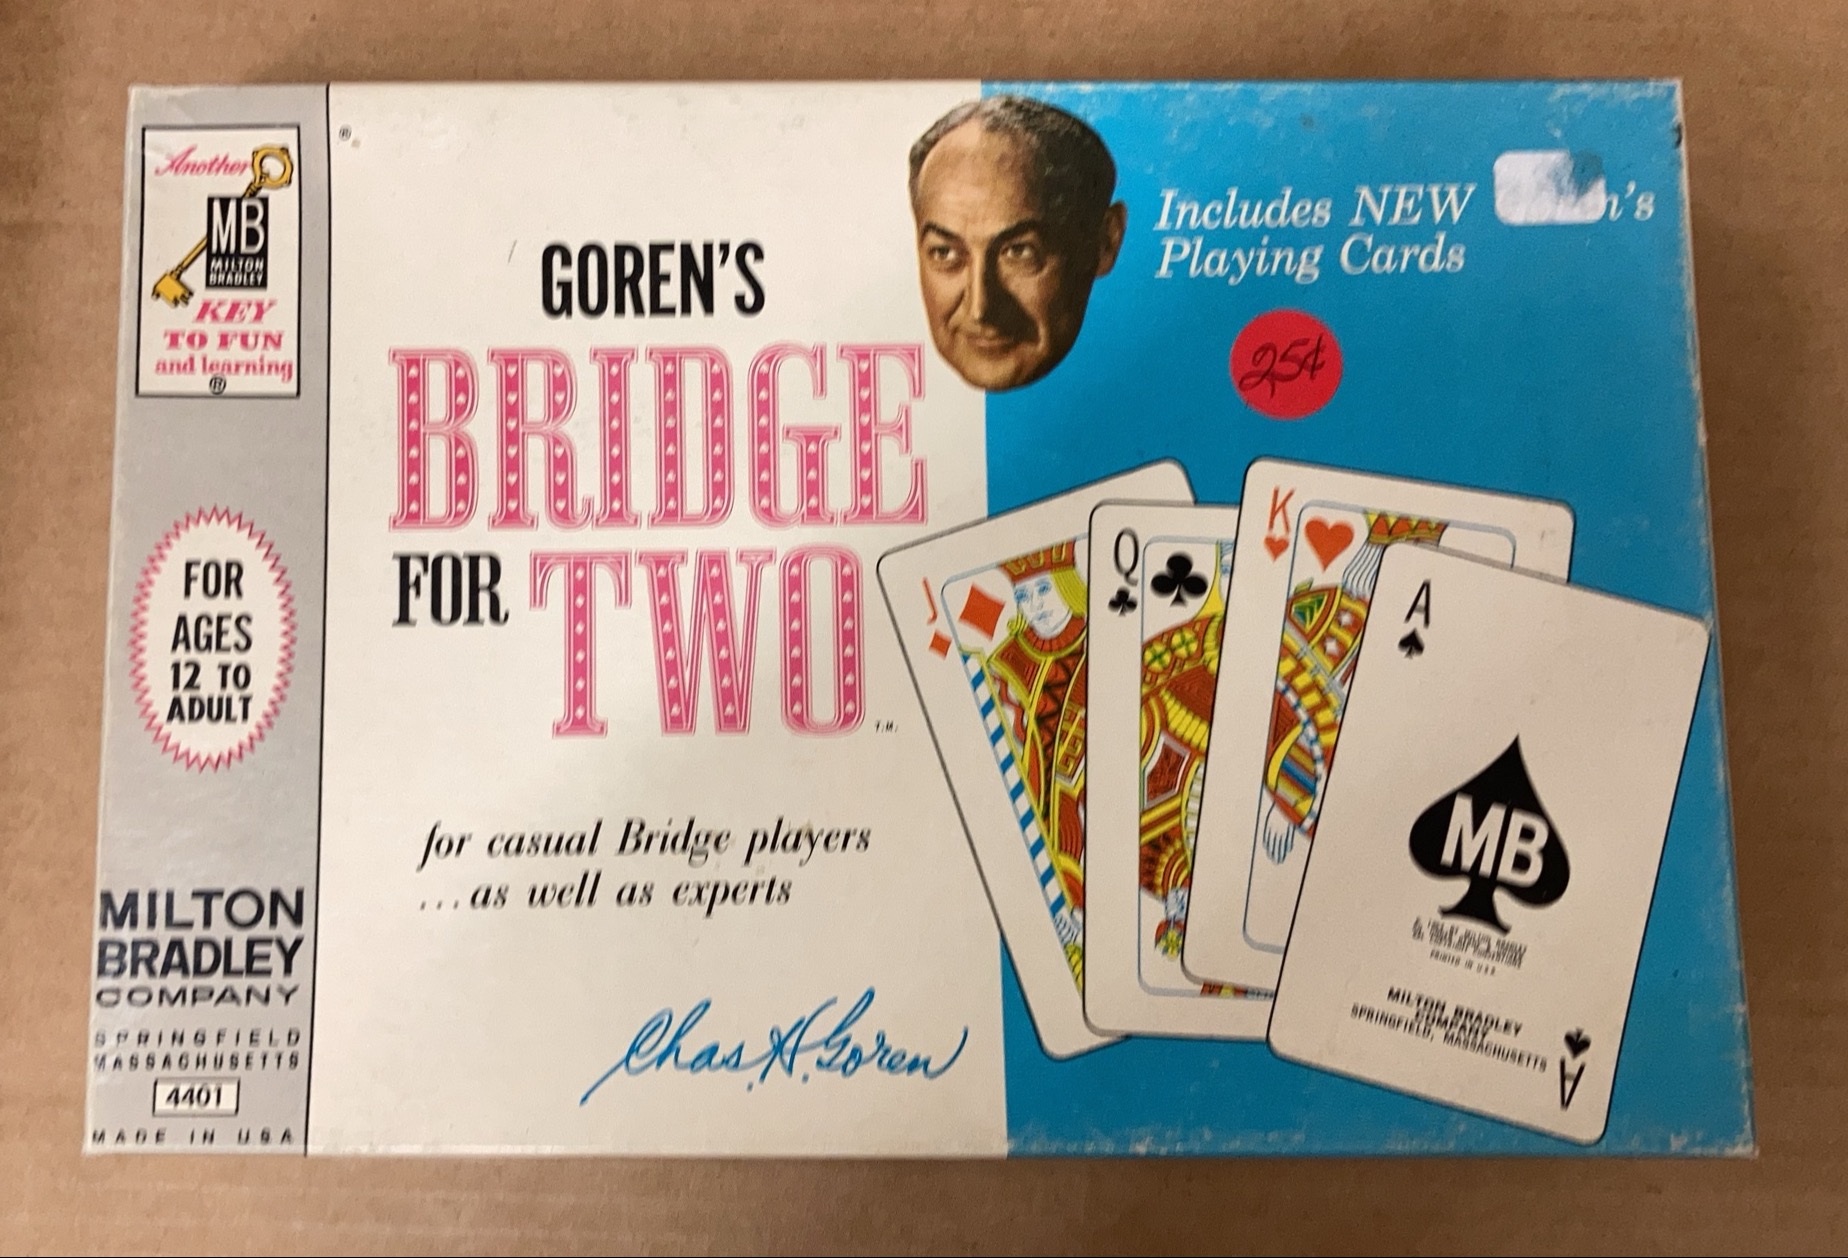 Another
MB
MILTON
BRADLEY
KEY
TO FUN
and learning
®
FOR
AGES
12 TO
ADULT
MILTON
BRADLEY
COMPANY
SPRINGFIELD
MASSACHUSETTS
4401
MADE IN USA
®
GOREN'S
BRIDGE
FOR TWO
T.M.
for casual Bridge players
...as well as experts
Chas. H. Goren
Includes NEW
Playing Cards
25¢
J
Q
K
A
MB
PRINTED IN U.S.A.
MILTON BRADLEY
COMPANY
SPRINGFIELD, MASSACHUSETTS
A